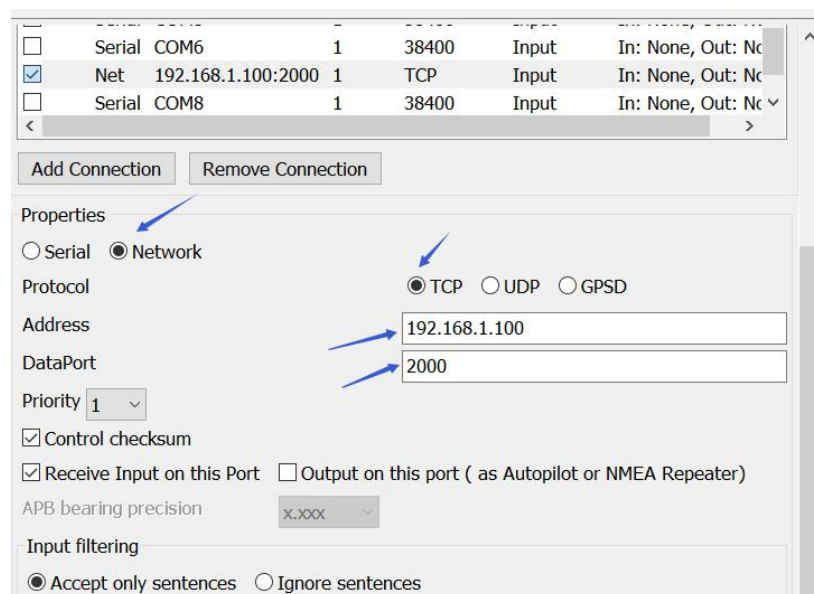 Serial COM6 1 38400 Input In: None, Out: Nc
Net 192.168.1.100:2000 1 TCP Input In: None, Out: Nc
Serial COM8 1 38400 Input In: None, Out: Nc
Add Connection Remove Connection
Properties
Serial Network
Protocol TCP UDP GPSD
Address 192.168.1.100
DataPort 2000
Priority 1
Control checksum
Receive Input on this Port Output on this port ( as Autopilot or NMEA Repeater)
APB bearing precision x.xxx
Input filtering
Accept only sentences Ignore sentences